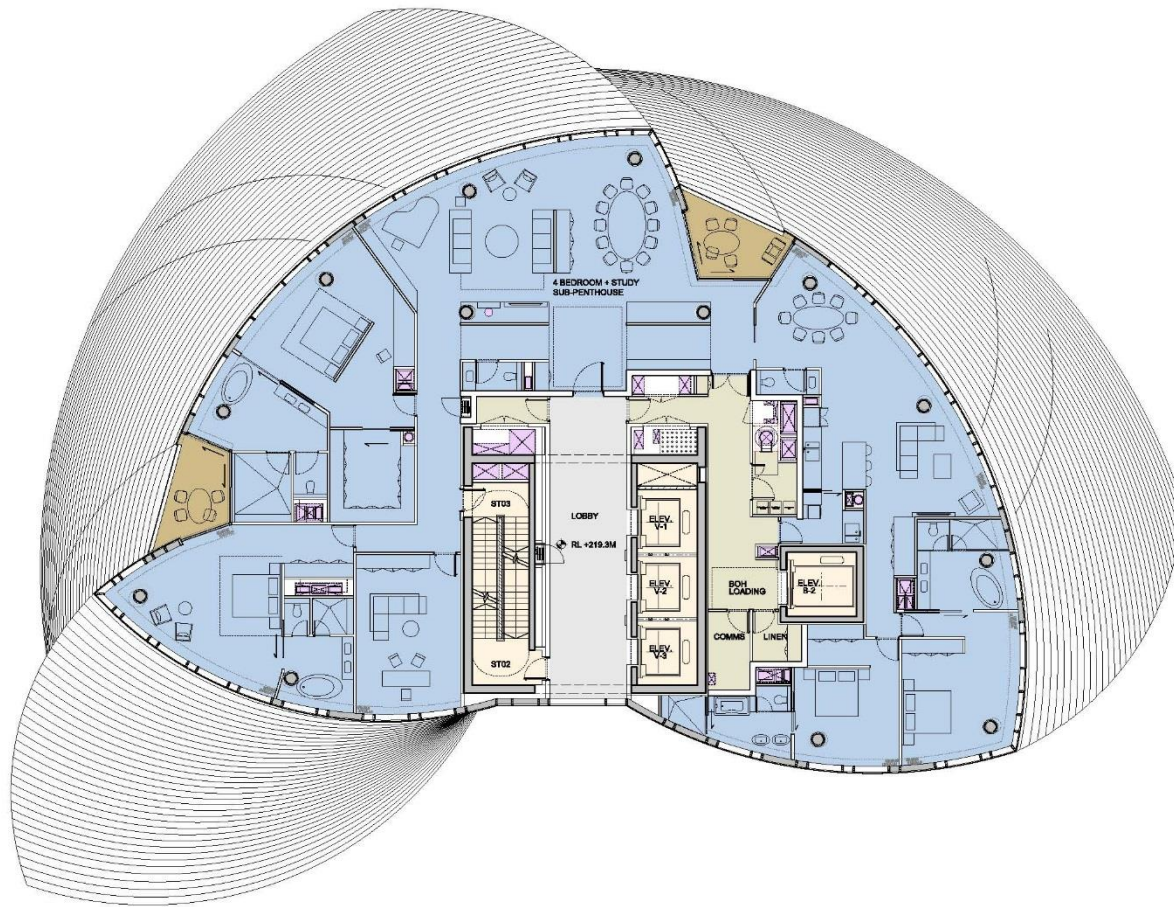 4 BEDROOM + STUDY
SUB-PENTHOUSE
ST03
LOBBY
ELEV.
V-1
RL +219.3M
ELEV.
V-2
BOH
LOADING
ELEV.
B-2
ST02
ELEV.
V-3
COMMS
LINEN